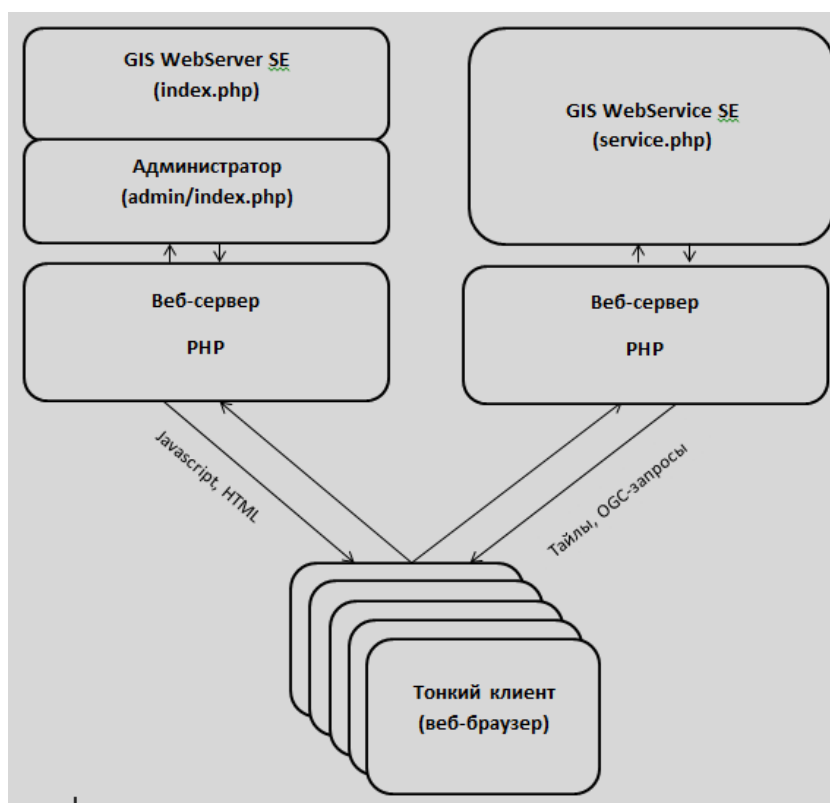 GIS WebServer SE
(index.php)
Администратор
(admin/index.php)
Веб-сервер
PHP
GIS WebService SE
(service.php)
Веб-сервер
PHP
Javascript, HTML
Тайлы, OGC-запросы
Тонкий клиент
(веб-браузер)